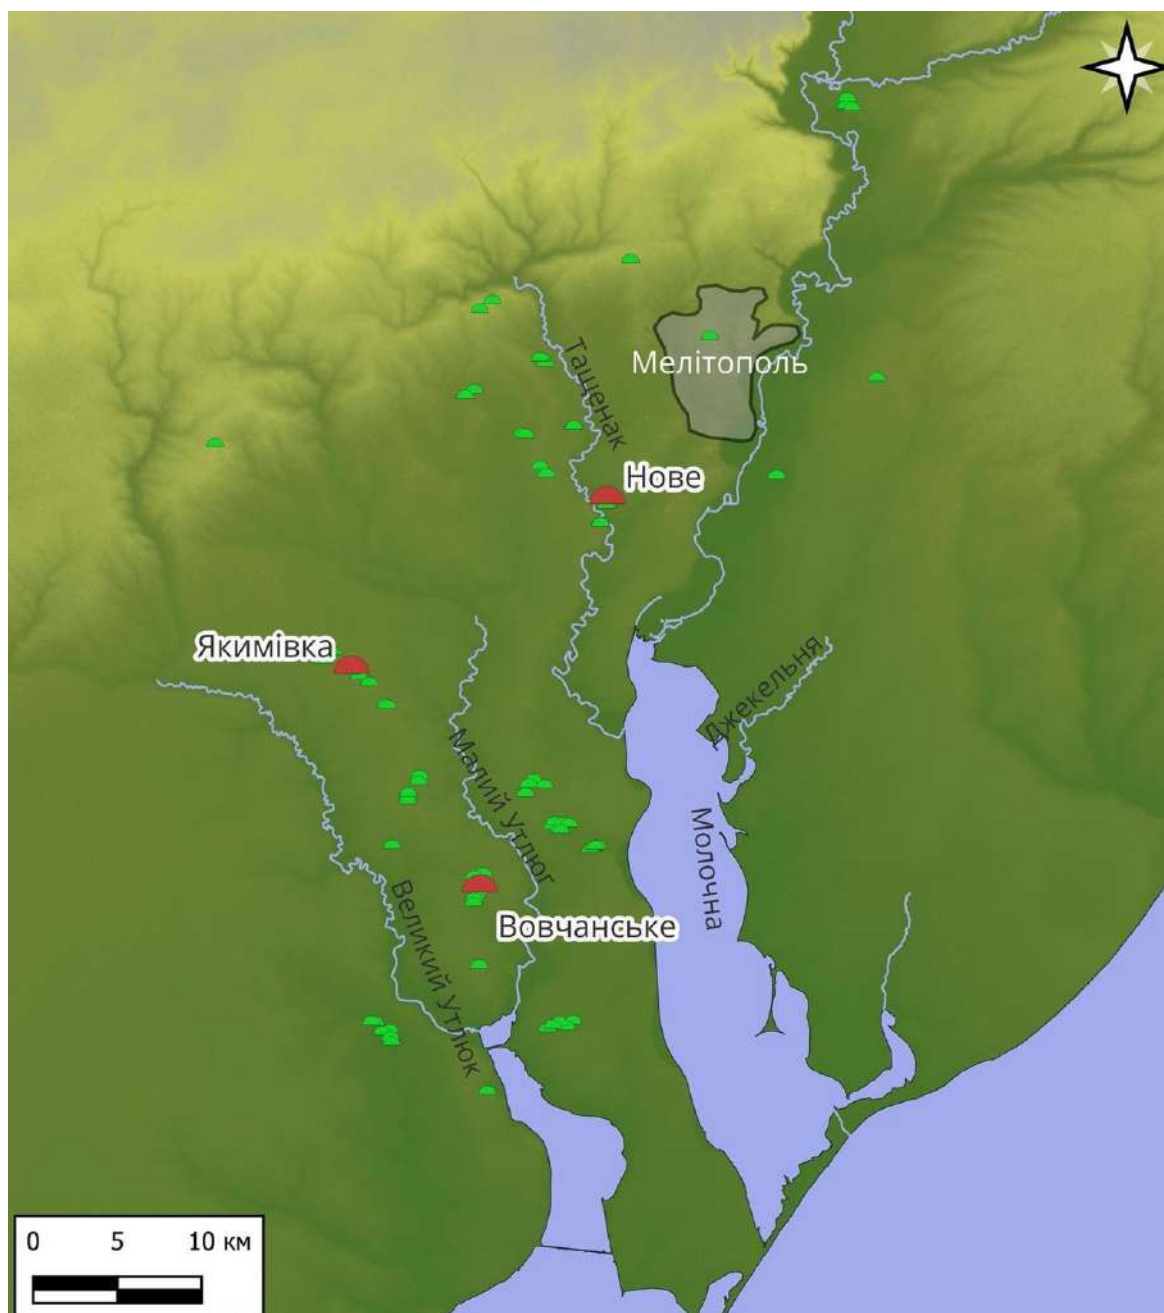 Мелітополь
Тащенак
Нове
Якимівка
Джекельня
Малий Утлюг
Молочна
Великий Утлюк
Вовчанське
0 5 10 км